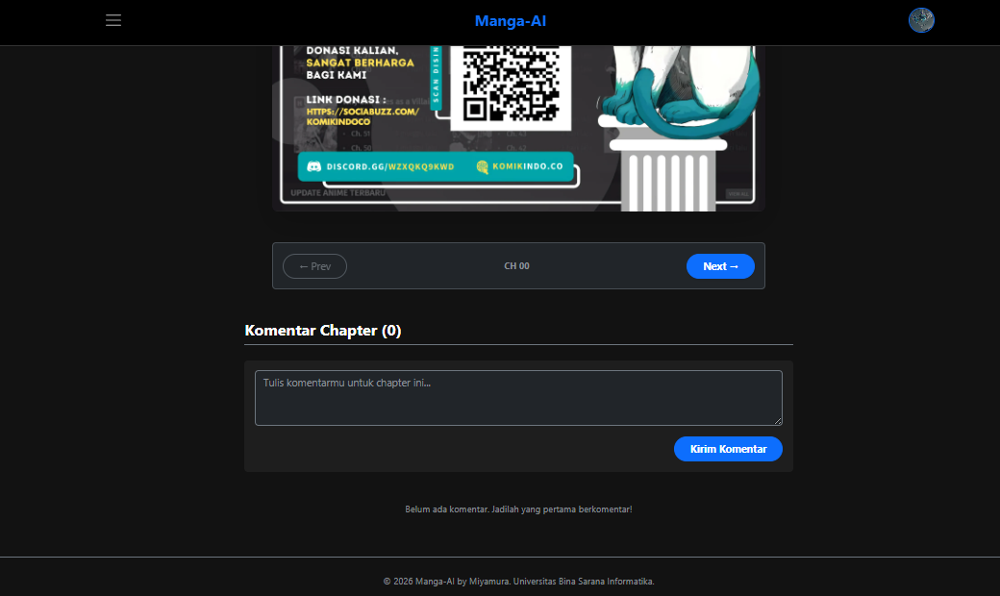 Manga-AI
DONASI KALIAN,
SANGAT BERHARGA
BAGI KAMI
LINK DONASI :
HTTPS://SOCIABUZZ.COM/
KOMIKINDOCO
SCAN DISIN
DISCORD.GG/WZXQKQ9KWD
KOMIKINDO.CO
UPDATE ANIME TERBARU
← Prev
CH 00
Next →
Komentar Chapter (0)
Tulis komentarmu untuk chapter ini...
Kirim Komentar
Belum ada komentar. Jadilah yang pertama berkomentar!
© 2026 Manga-AI by Miyamura. Universitas Bina Sarana Informatika.